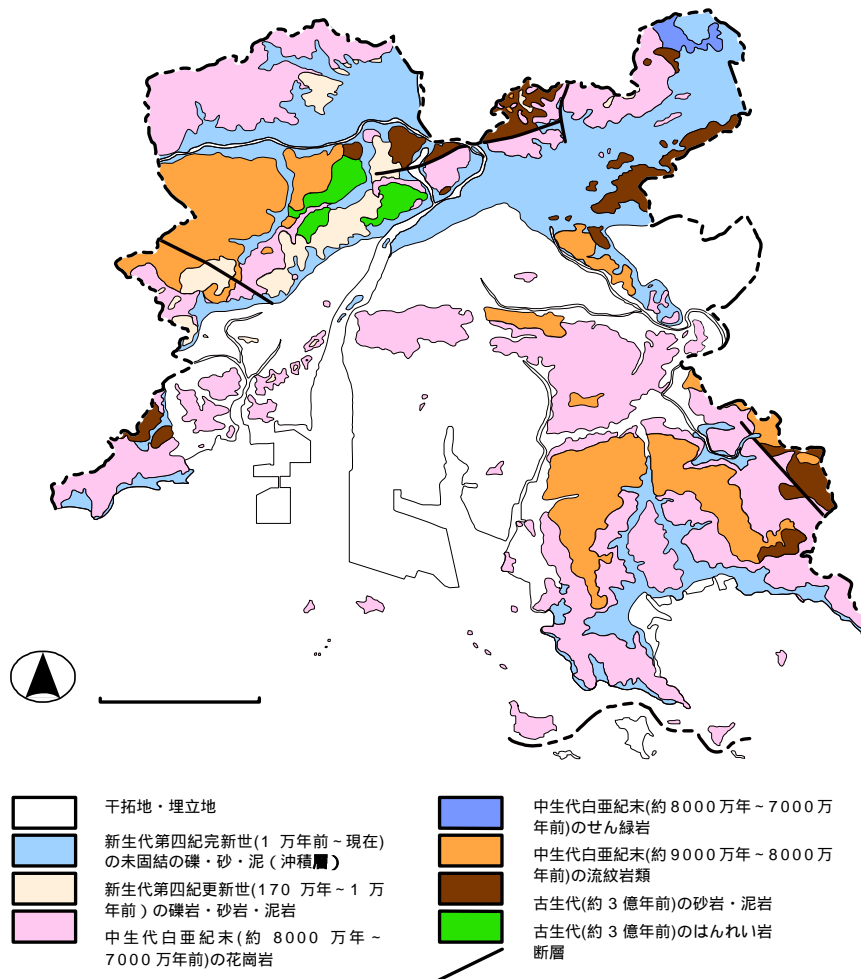 干拓地・埋立地
新生代第四紀完新世(1 万年前~現在)
の未固結の礫・砂・泥(沖積層)
新生代第四紀更新世(170 万年~1 万
年前)の礫岩・砂岩・泥岩
中生代白亜紀末(約 8000 万年~
7000 万年前)の花崗岩
中生代白亜紀末(約8000万年~7000万
年前)のせん緑岩
中生代白亜紀末(約9000万年~8000万
年前)の流紋岩類
古生代(約3億年前)の砂岩・泥岩
古生代(約3億年前)のはんれい岩
断層